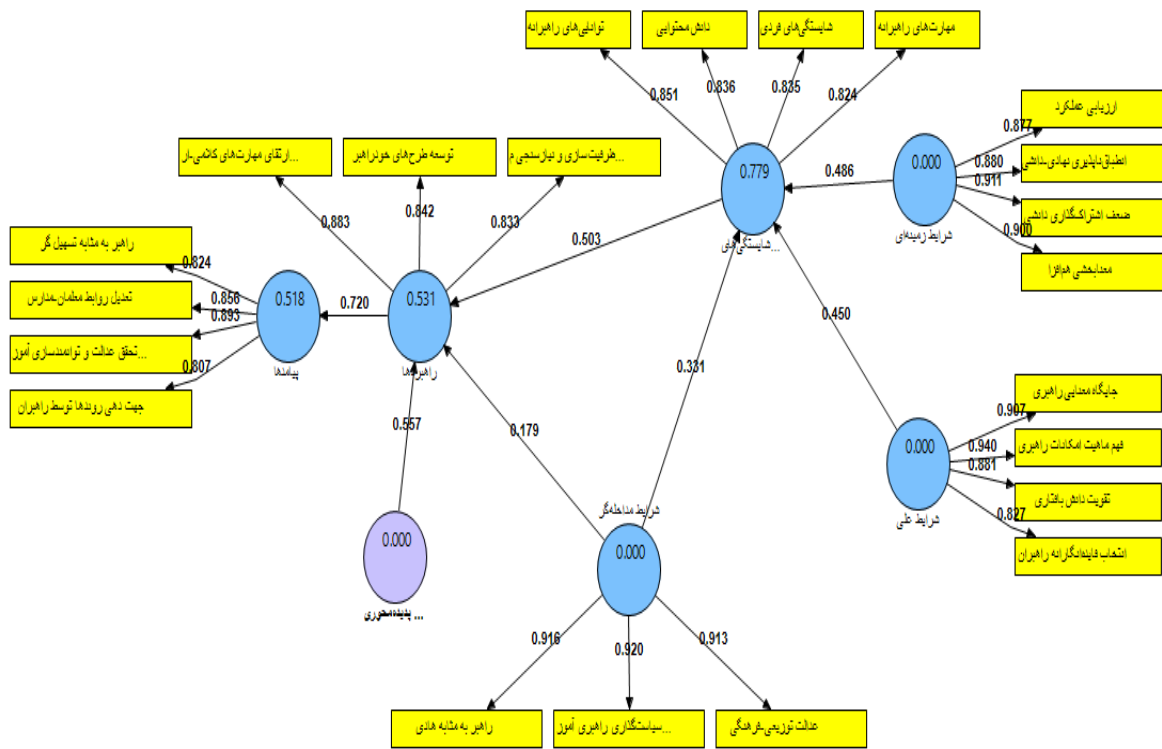 توانایی‌های راهبرانه
دانش محتوایی
شایستگی‌های فردی
مهارت‌های راهبرانه
0.851
0.836
0.835
0.824
ارزیابی عملکرد
0.877
انطباق‌ناپذیری نهادی-دانشی
0.880
ضعف اشتراک‌گذاری دانشی
0.911
معنابخشی هم‌افزا
0.900
0.000
شرایط زمینه‌ای
0.486
0.779
شایستگی‌های...
ارتقای مهارت‌های کلامی-ار...
توسعه طرح‌های خودراهبر
ظرفیت سازی و نیازسنجی م...
0.883
0.842
0.833
0.503
راهبر به مثابه تسهیل گر
0.824
تعدیل روابط معلمان-مدارس
0.856
تحقق عدالت و توانمندسازی آموز...
0.893
جهت دهی روندها توسط راهبران
0.807
0.518
پیامدها
0.720
0.531
راهبردها
0.450
0.331
0.179
0.557
جایگاه معنایی راهبری
0.907
فهم ماهیت امکانات راهبری
0.940
تقویت دانش بافتاری
0.881
انتخاب فایده‌انگارانه راهبران
0.827
0.000
شرایط علی
شرایط مداخله‌گر
0.000
0.000
پدیده‌محوری ...
0.916
0.920
0.913
راهبر به مثابه هادی
سیاستگذاری راهبری آموز...
عدالت توزیعی-فرهنگی